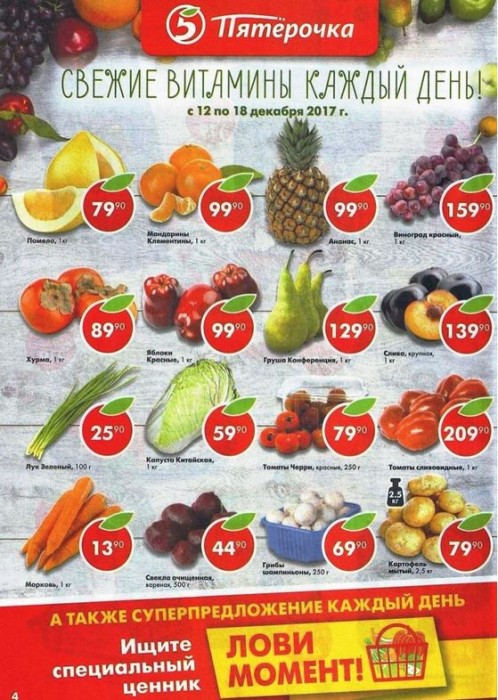 5 Пятёрочка
СВЕЖИЕ ВИТАМИНЫ КАЖДЫЙ ДЕНЬ!
с 12 по 18 декабря 2017 г.
79 90
Помело, 1кг
99 90
Мандарины
Клементины, 1 кг
99 90
Ананас, 1 кг
159 90
Виноград красный,
1 кг
89 90
Хурма, 1 кг
99 90
Яблоки
Красные, 1 кг
129 90
Груша Конференция, 1 кг
139 90
Слива, крупная,
1 кг
25 90
Лук Зеленый, 100 г
59 90
Капуста Китайская,
1 кг
79 90
Томаты Черри, красные, 250 г
209 90
Томаты сливовидные, 1 кг
13 90
Морковь, 1 кг
44 90
Свекла очищенная,
вареная, 500 г
69 90
Грибы
шампиньоны, 250 г
2.5
кг
79 90
Картофель
мытый, 2,5 кг
А ТАКЖЕ СУПЕРПРЕДЛОЖЕНИЕ КАЖДЫЙ ДЕНЬ
Ищите
специальный
ценник
ЛОВИ
МОМЕНТ!
4